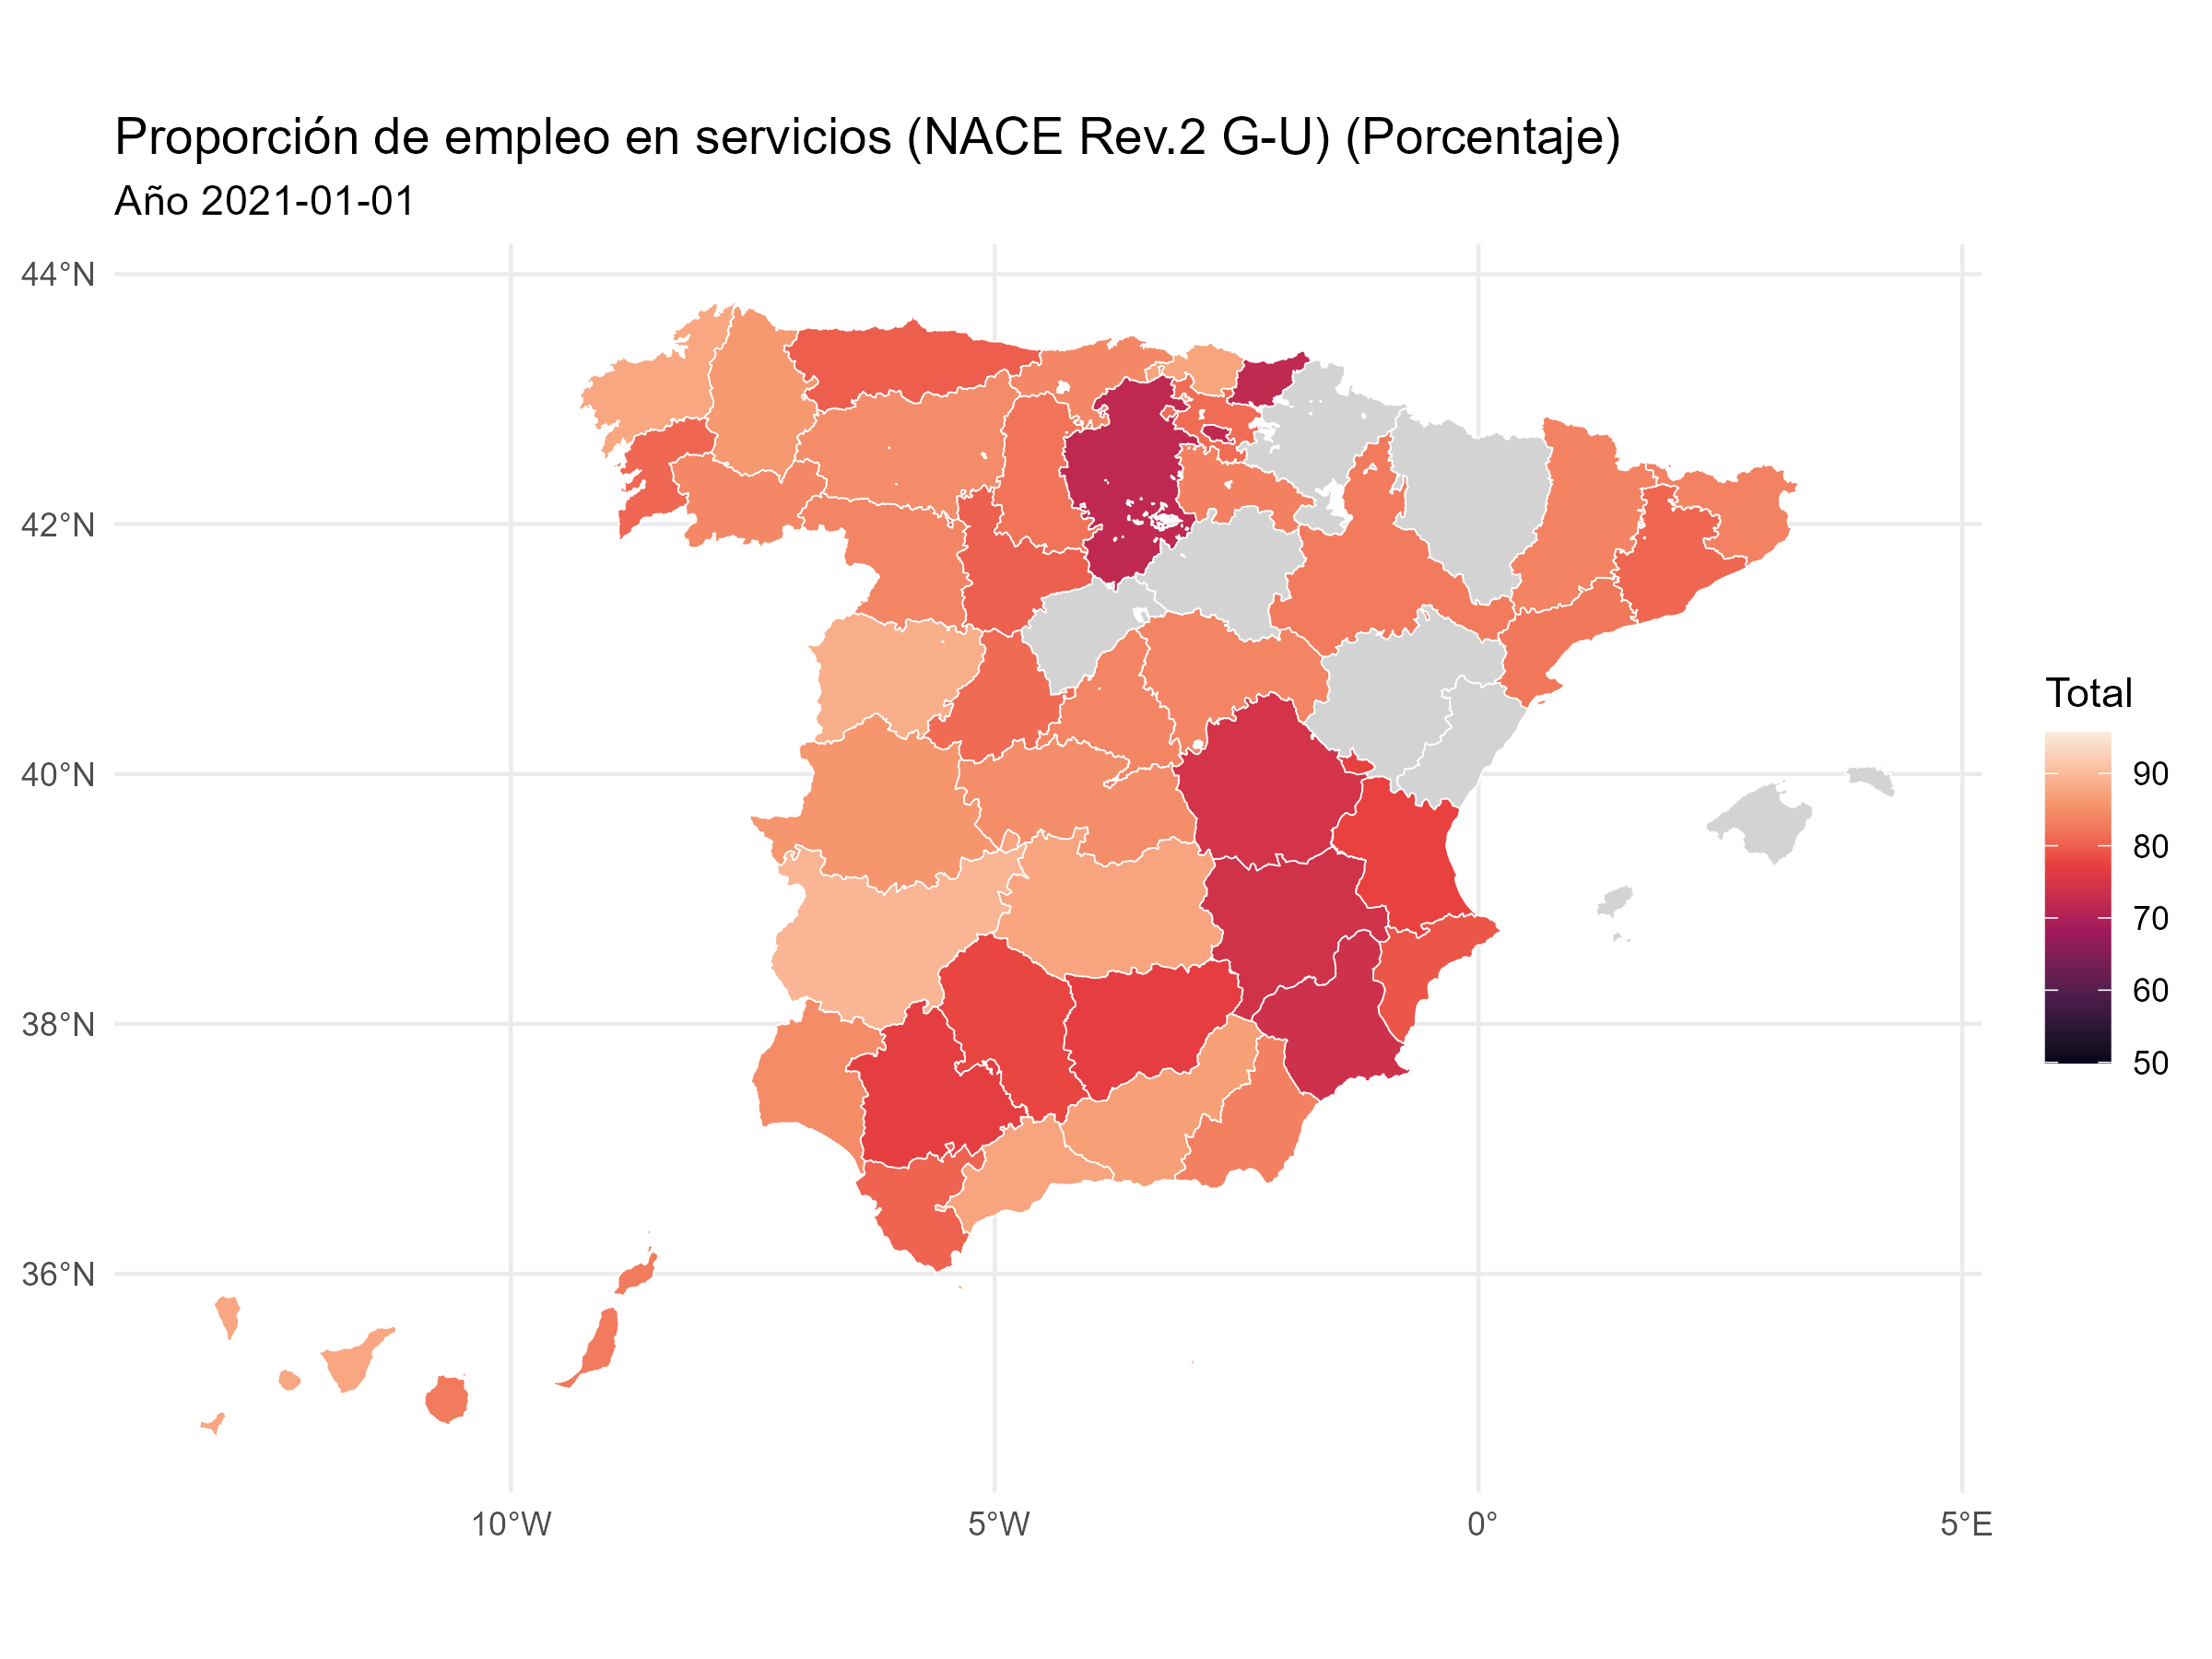 Proporción de empleo en servicios (NACE Rev.2 G-U) (Porcentaje)
Año 2021-01-01
44°N
42°N
40°N
38°N
36°N
10°W
5°W
0°
5°E
Total
90
80
70
60
50